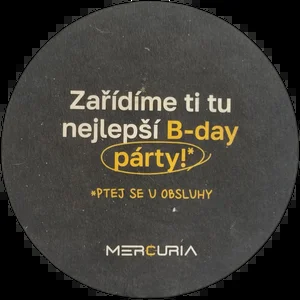 Zařídíme ti tu
nejlepší B-day
párty!*
*PTEJ SE U OBSLUHY
MERCURIA